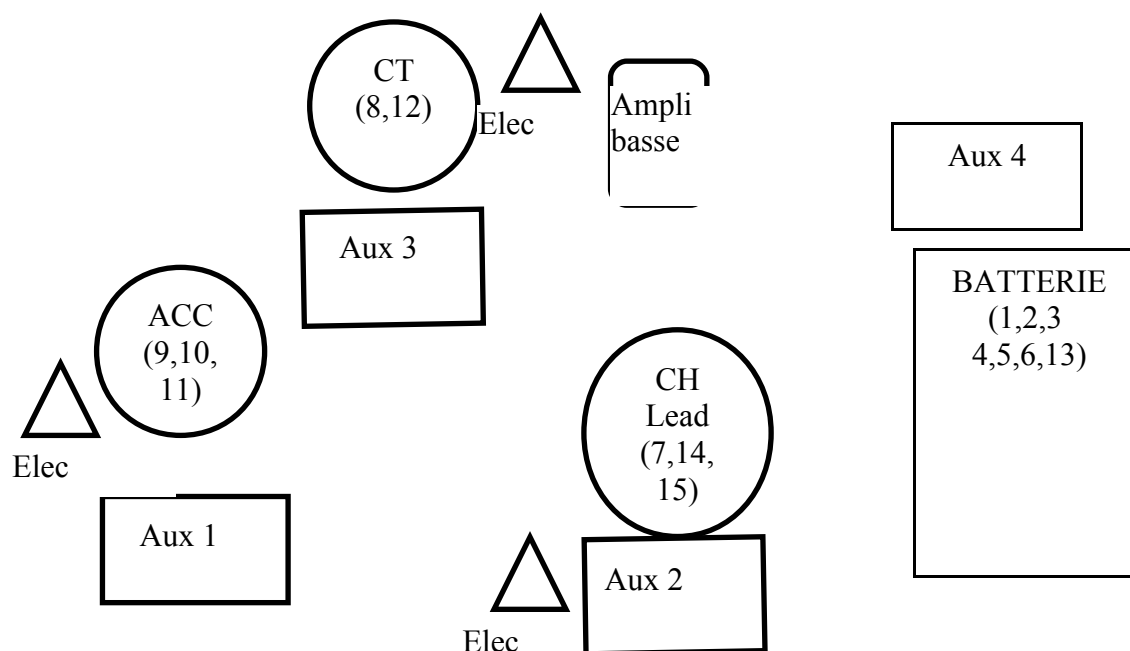 CT
(8,12)
Elec
Ampli
basse
Aux 4
Aux 3
BATTERIE
(1,2,3
4,5,6,13)
ACC
(9,10,
11)
Elec
CH
Lead
(7,14,
15)
Aux 1
Aux 2
Elec